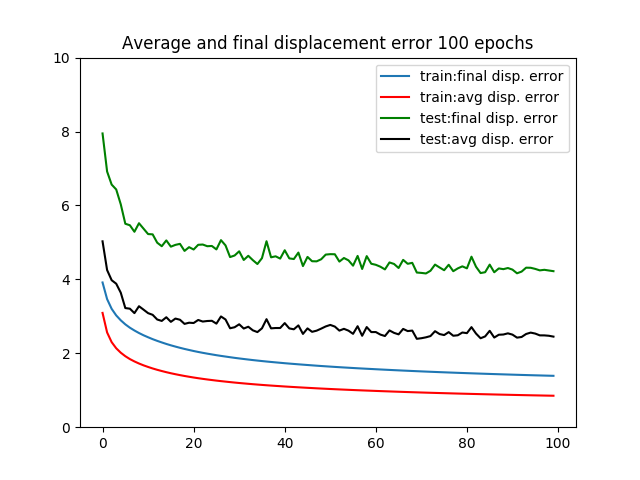 Average and final displacement error 100 epochs
train:final disp. error
train:avg disp. error
test:final disp. error
test:avg disp. error
10
8
6
4
2
0
0 20 40 60 80 100